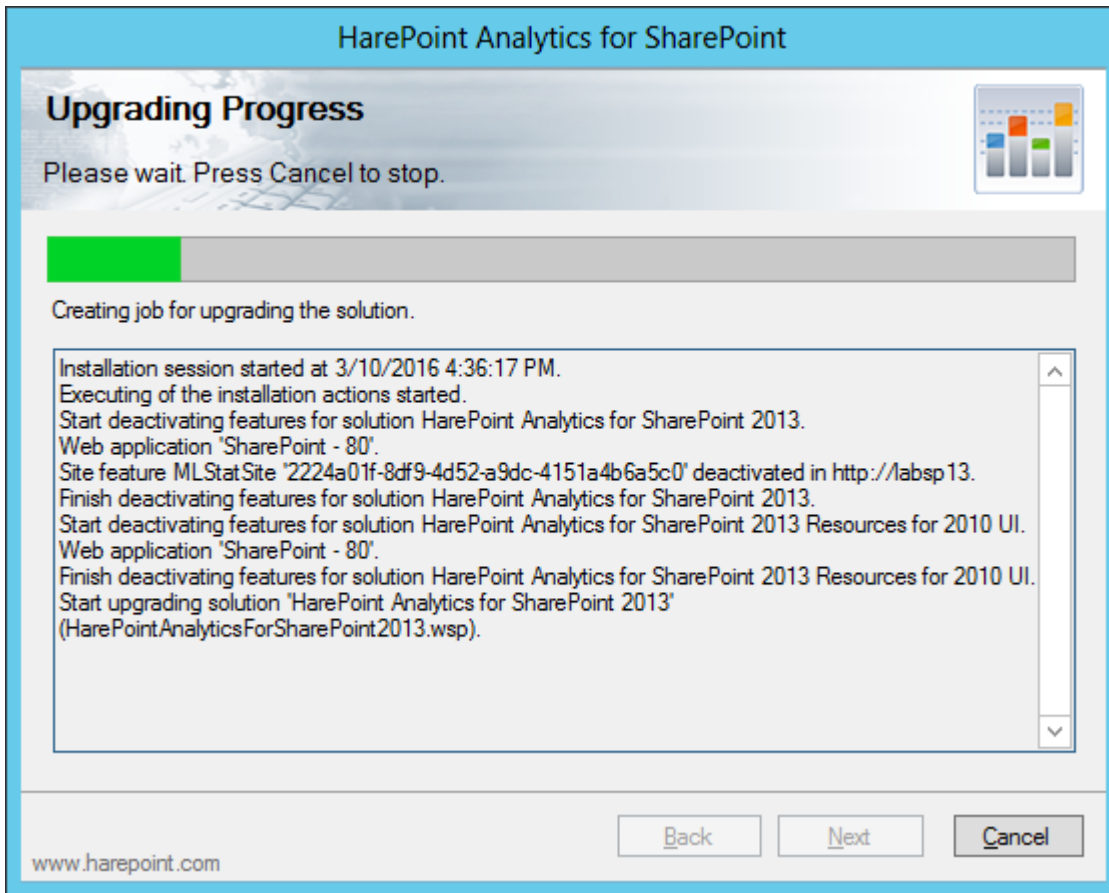 HarePoint Analytics for SharePoint
Upgrading Progress
Please wait. Press Cancel to stop.
Creating job for upgrading the solution.
Installation session started at 3/10/2016 4:36:17 PM.
Executing of the installation actions started.
Start deactivating features for solution HarePoint Analytics for SharePoint 2013.
Web application 'SharePoint - 80'.
Site feature MLStatSite '2224a01f-8df9-4d52-a9dc-4151a4b6a5c0' deactivated in http://labsp13.
Finish deactivating features for solution HarePoint Analytics for SharePoint 2013.
Start deactivating features for solution HarePoint Analytics for SharePoint 2013 Resources for 2010 UI.
Web application 'SharePoint - 80'.
Finish deactivating features for solution HarePoint Analytics for SharePoint 2013 Resources for 2010 UI.
Start upgrading solution 'HarePoint Analytics for SharePoint 2013'
(HarePointAnalyticsForSharePoint2013.wsp).
Back
Next
Cancel
www.harepoint.com